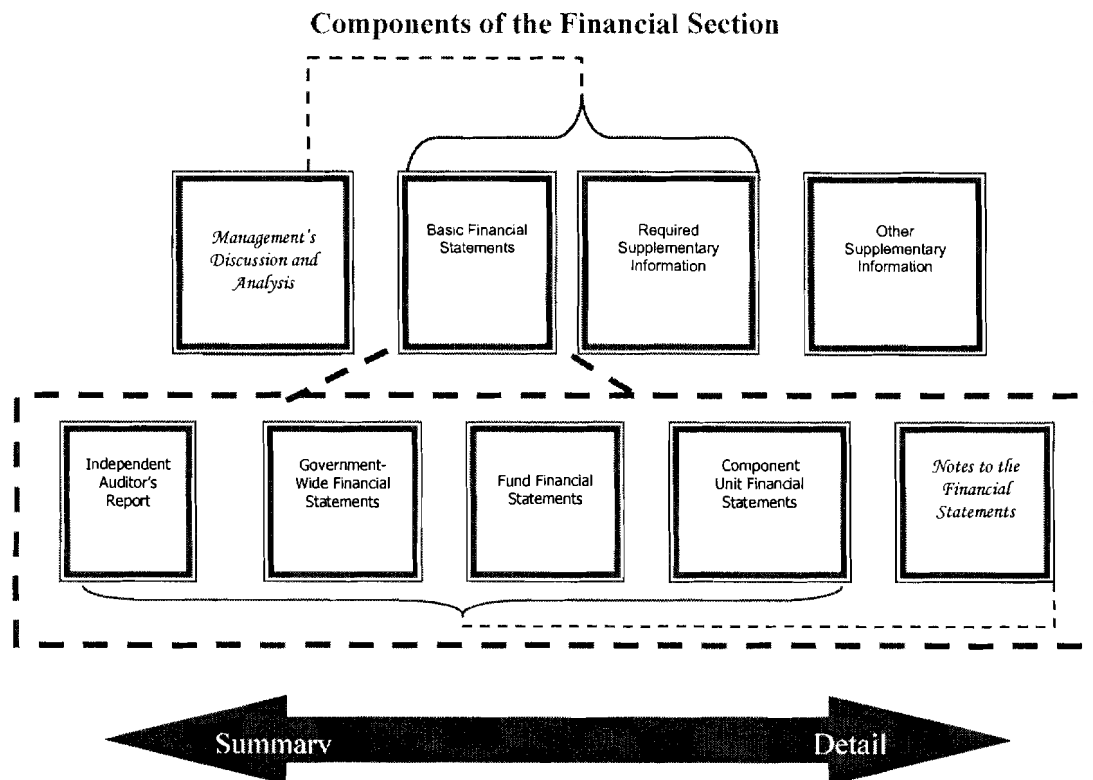 Components of the Financial Section
Management's
Discussion and
Analysis
Basic Financial
Statements
Required
Supplementary
Information
Other
Supplementary
Information
Independent
Auditor's
Report
Government-
Wide Financial
Statements
Fund Financial
Statements
Component
Unit Financial
Statements
Notes to the
Financial
Statements
Summary
Detail